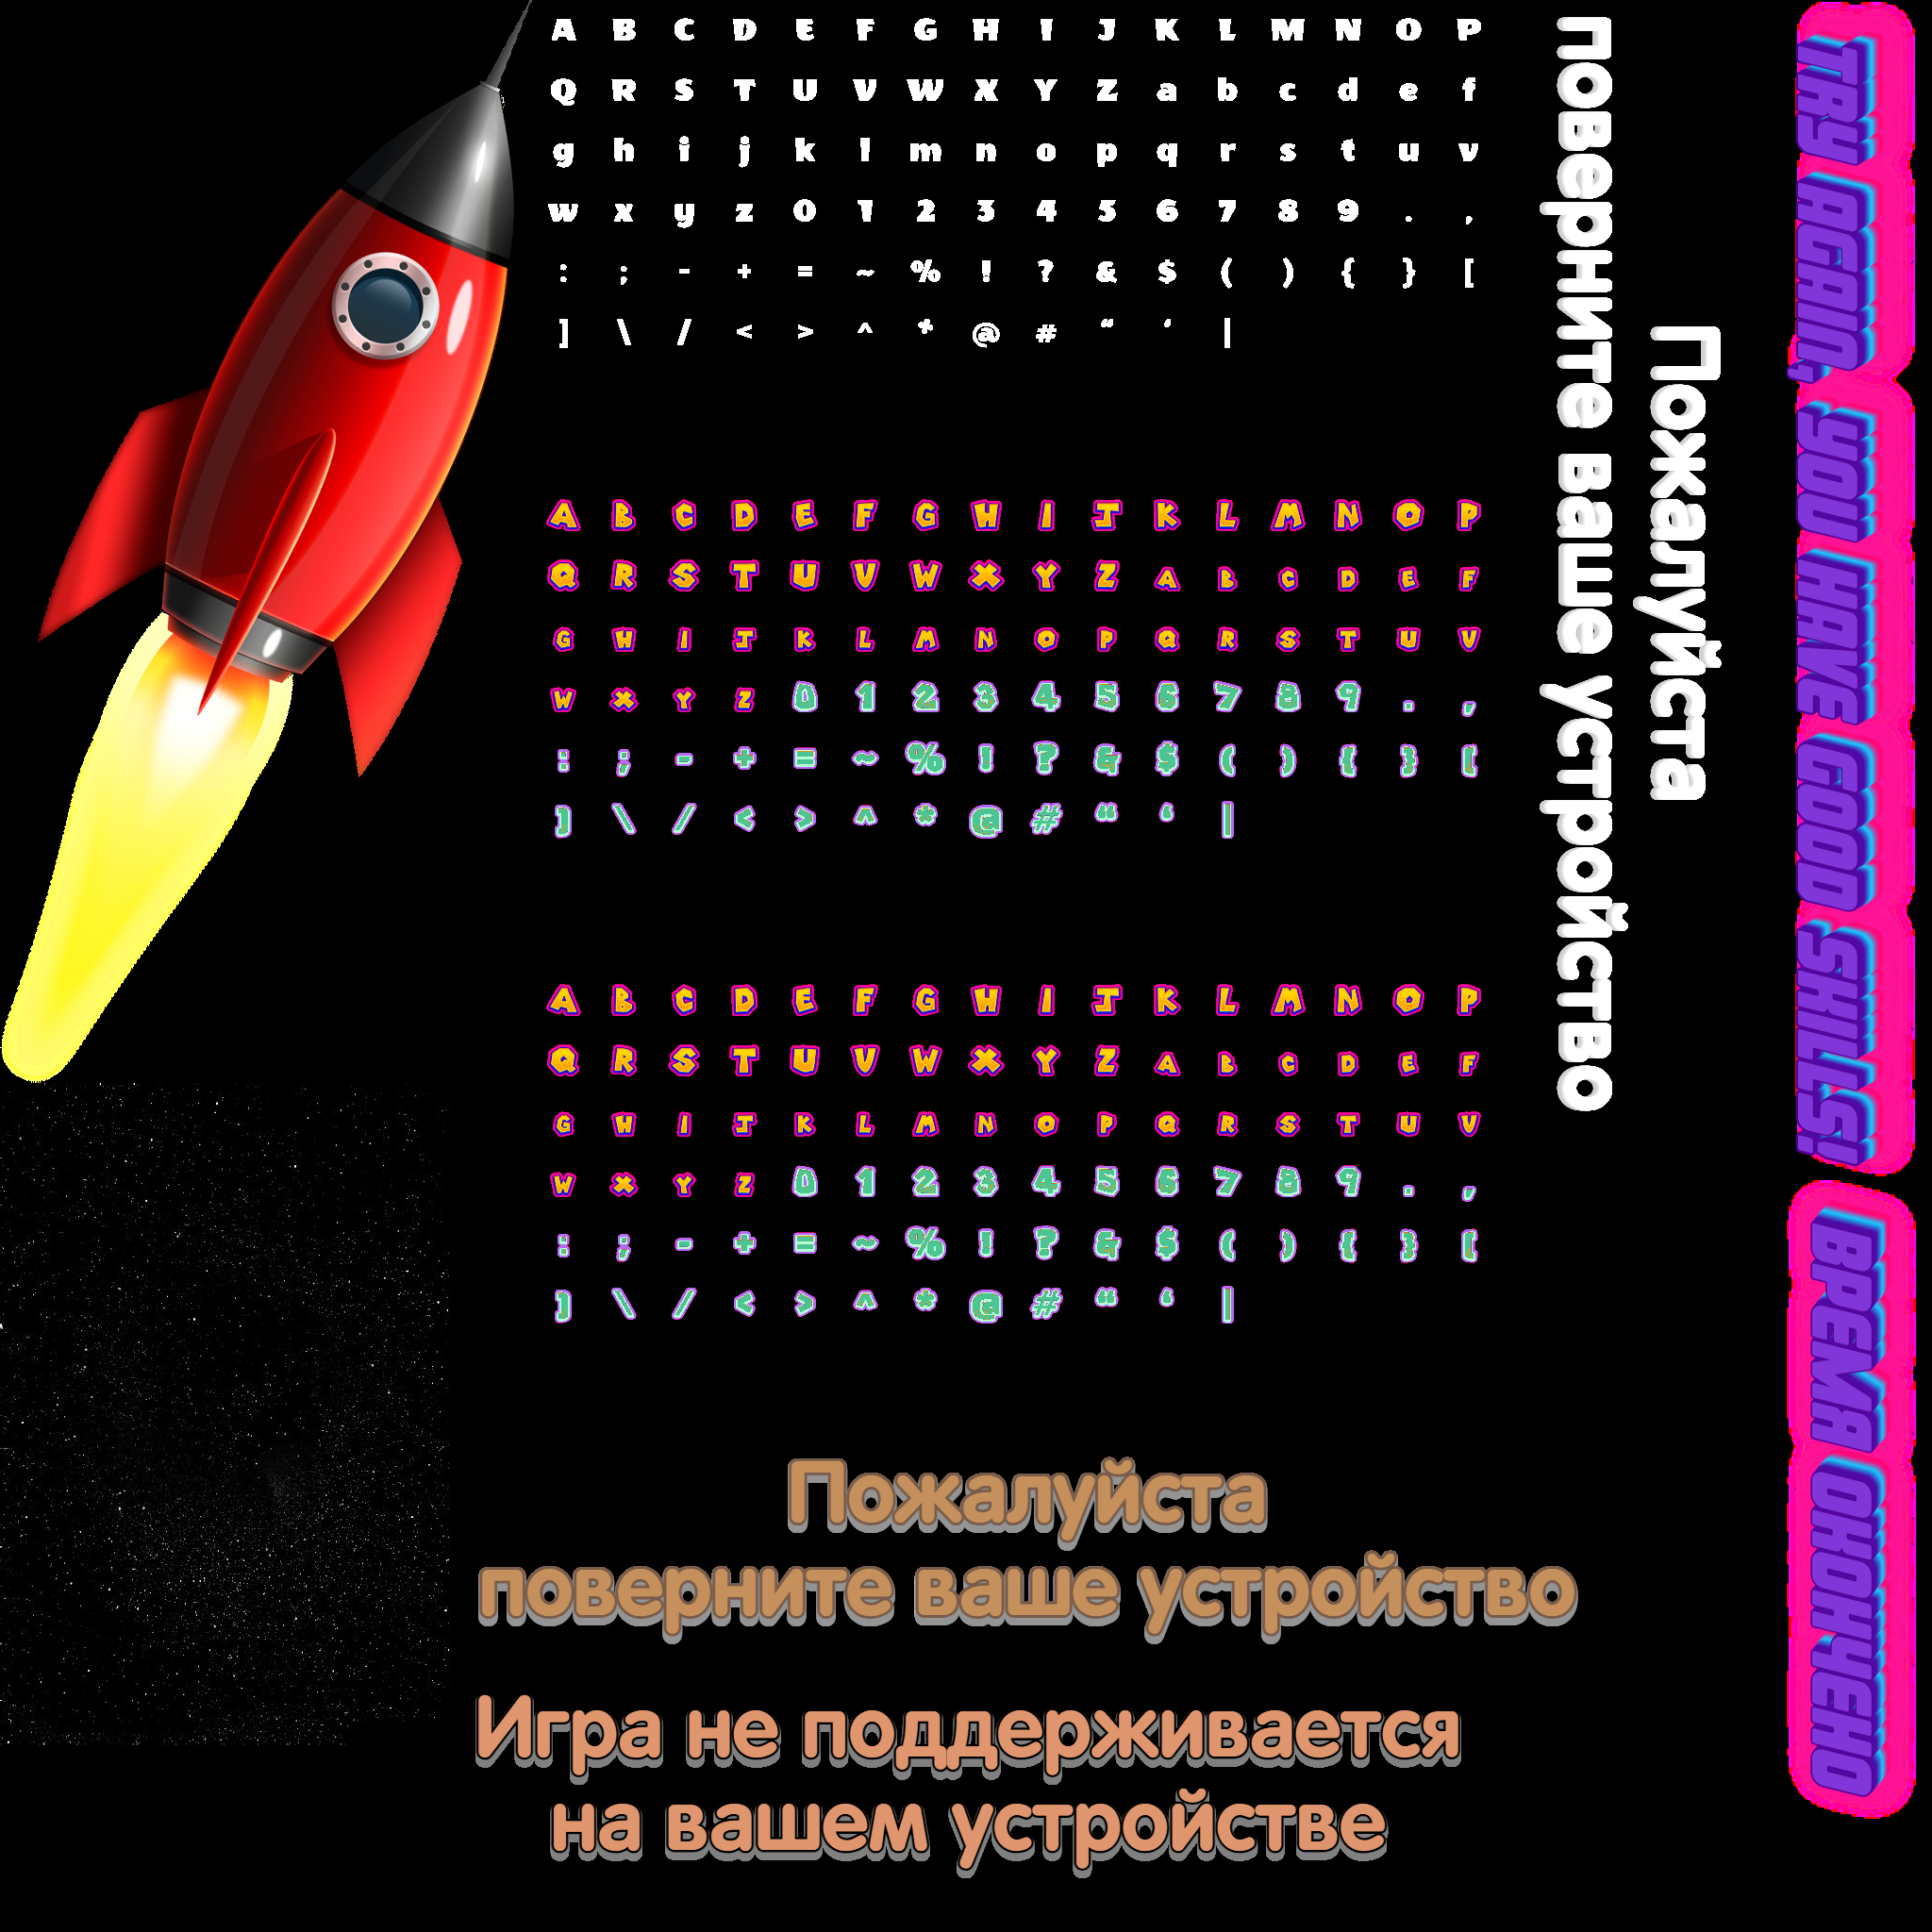 A B C D E F G H I J K L M N O P
Q R S T U V W X Y Z a b c d e f
g h i j k l m n o p q r s t u v
w x y z 0 1 2 3 4 5 6 7 8 9 . ,
: ; - + = ~ % ! ? & $ ( ) { } [
] \ / < > ^ * @ # “ ‘ |
A B C D E F G H I J K L M N O P
Q R S T U V W X Y Z A B C D E F
G H I J K L M N O P Q R S T U V
W X Y Z 0 1 2 3 4 5 6 7 8 9 . ,
: ; - + = ~ % ! ? & $ ( ) { } [
] \ / < > ^ * @ # “ ‘ |
A B C D E F G H I J K L M N O P
Q R S T U V W X Y Z A B C D E F
G H I J K L M N O P Q R S T U V
W X Y Z 0 1 2 3 4 5 6 7 8 9 . ,
: ; - + = ~ % ! ? & $ ( ) { } [
] \ / < > ^ * @ # “ ‘ |
Пожалуйста
поверните ваше устройство
Игра не поддерживается
на вашем устройстве
Пожалуйста
поверните ваше устройство
TRY AGAIN, YOU HAVE GOOD SKILLS!
ВРЕМЯ ОКОНЧЕНО